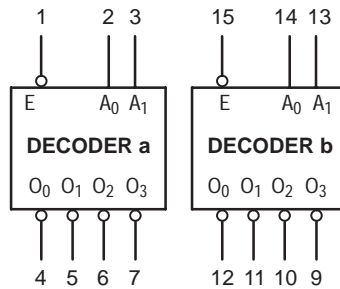 1 2 3 15 14 13
E A0 A1 E A0 A1
DECODER a DECODER b
O0 O1 O2 O3 O0 O1 O2 O3
4 5 6 7 12 11 10 9